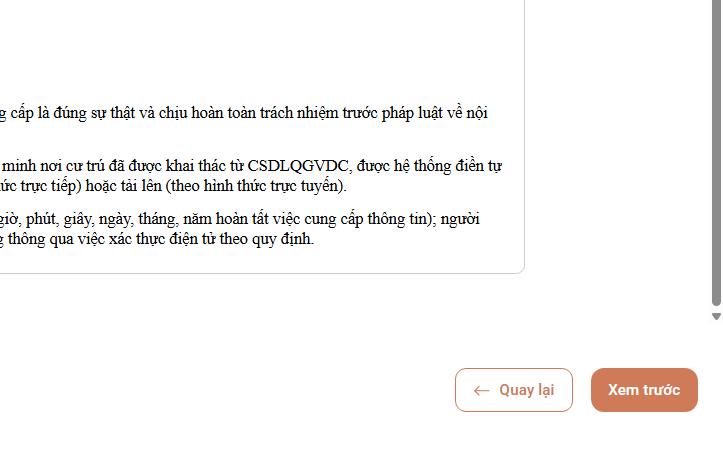 cấp là đúng sự thật và chịu hoàn toàn trách nhiệm trước pháp luật về nội
minh nơi cư trú đã được khai thác từ CSDLQGVDC, được hệ thống điền tự
trực tiếp) hoặc tải lên (theo hình thức trực tuyến).
giờ, phút, giây, ngày, tháng, năm hoàn tất việc cung cấp thông tin); người
thông qua việc xác thực điện tử theo quy định.
← Quay lại
Xem trước